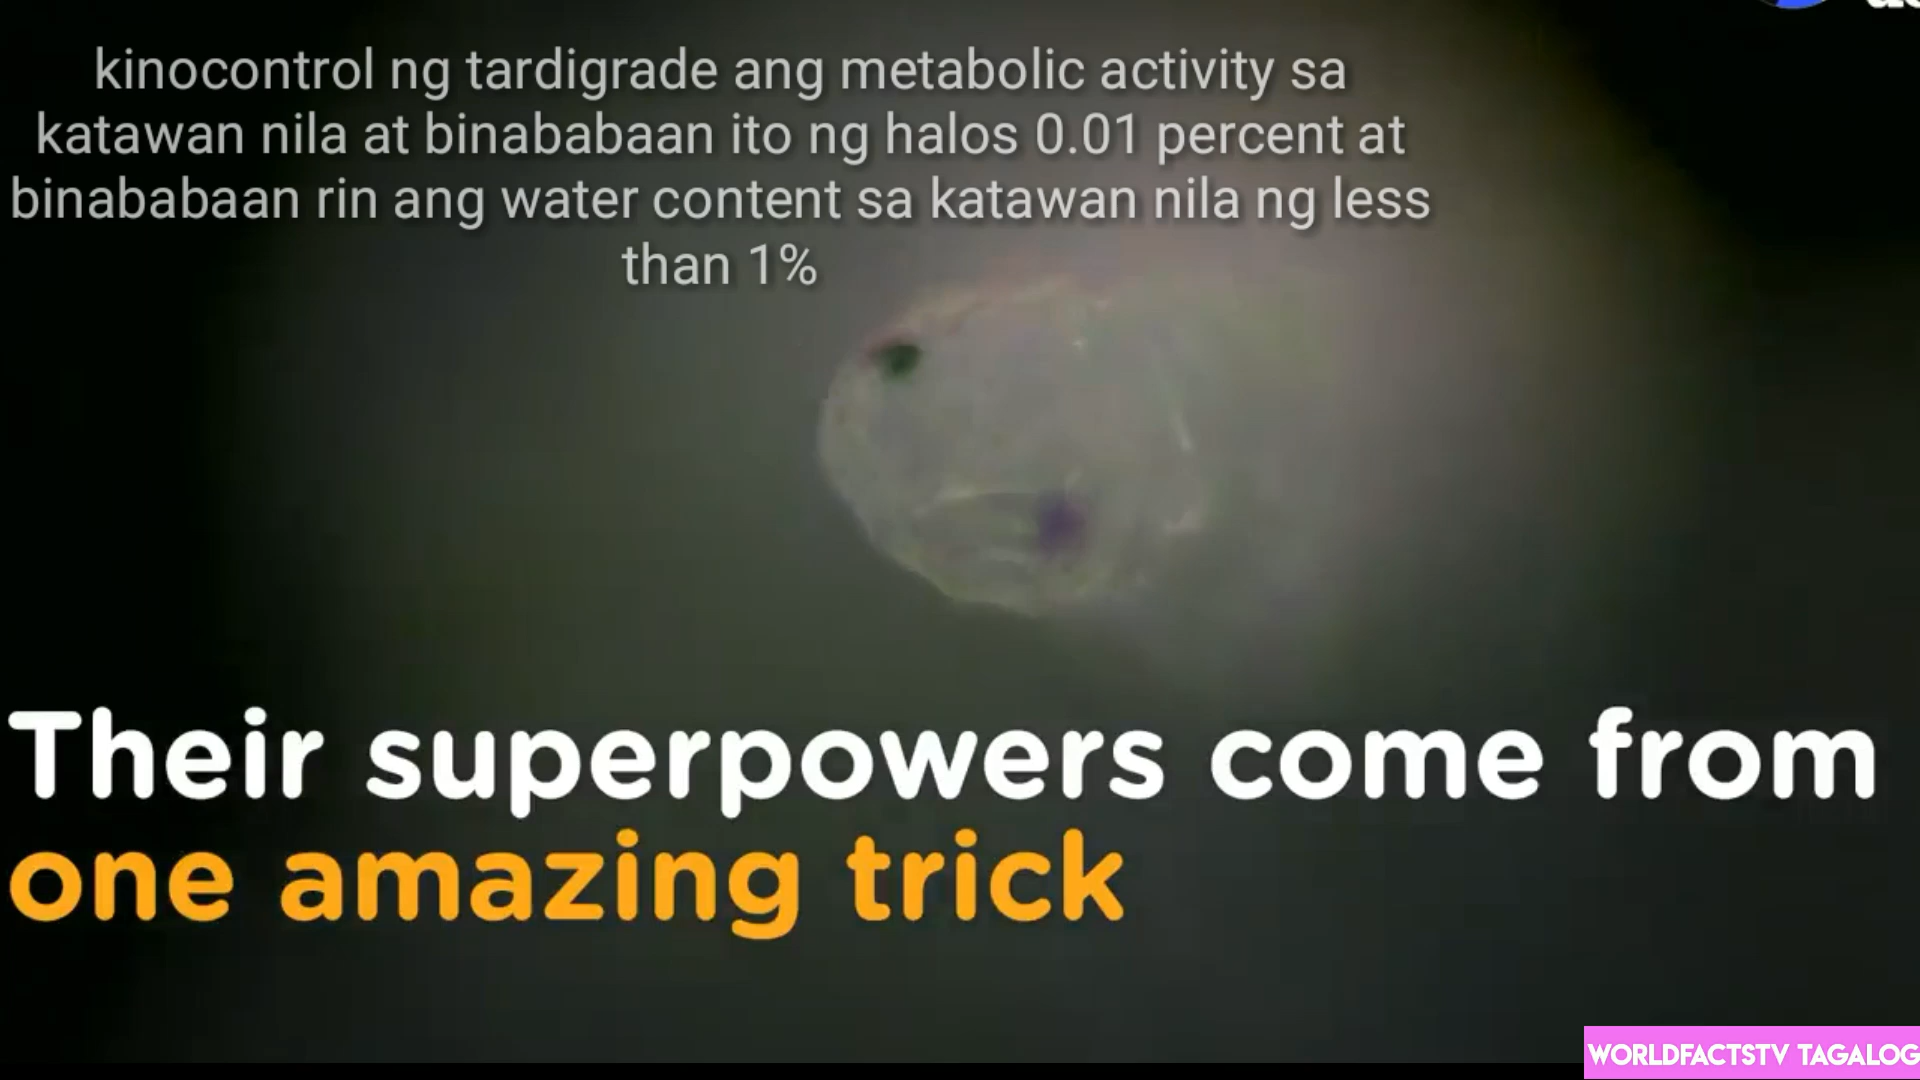 kinocontrol ng tardigrade ang metabolic activity sa
katawan nila at binababaan ito ng halos 0.01 percent at
binababaan rin ang water content sa katawan nila ng less
than 1%
Their superpowers come from
one amazing trick
WORLDFACTSTV TAGALOG